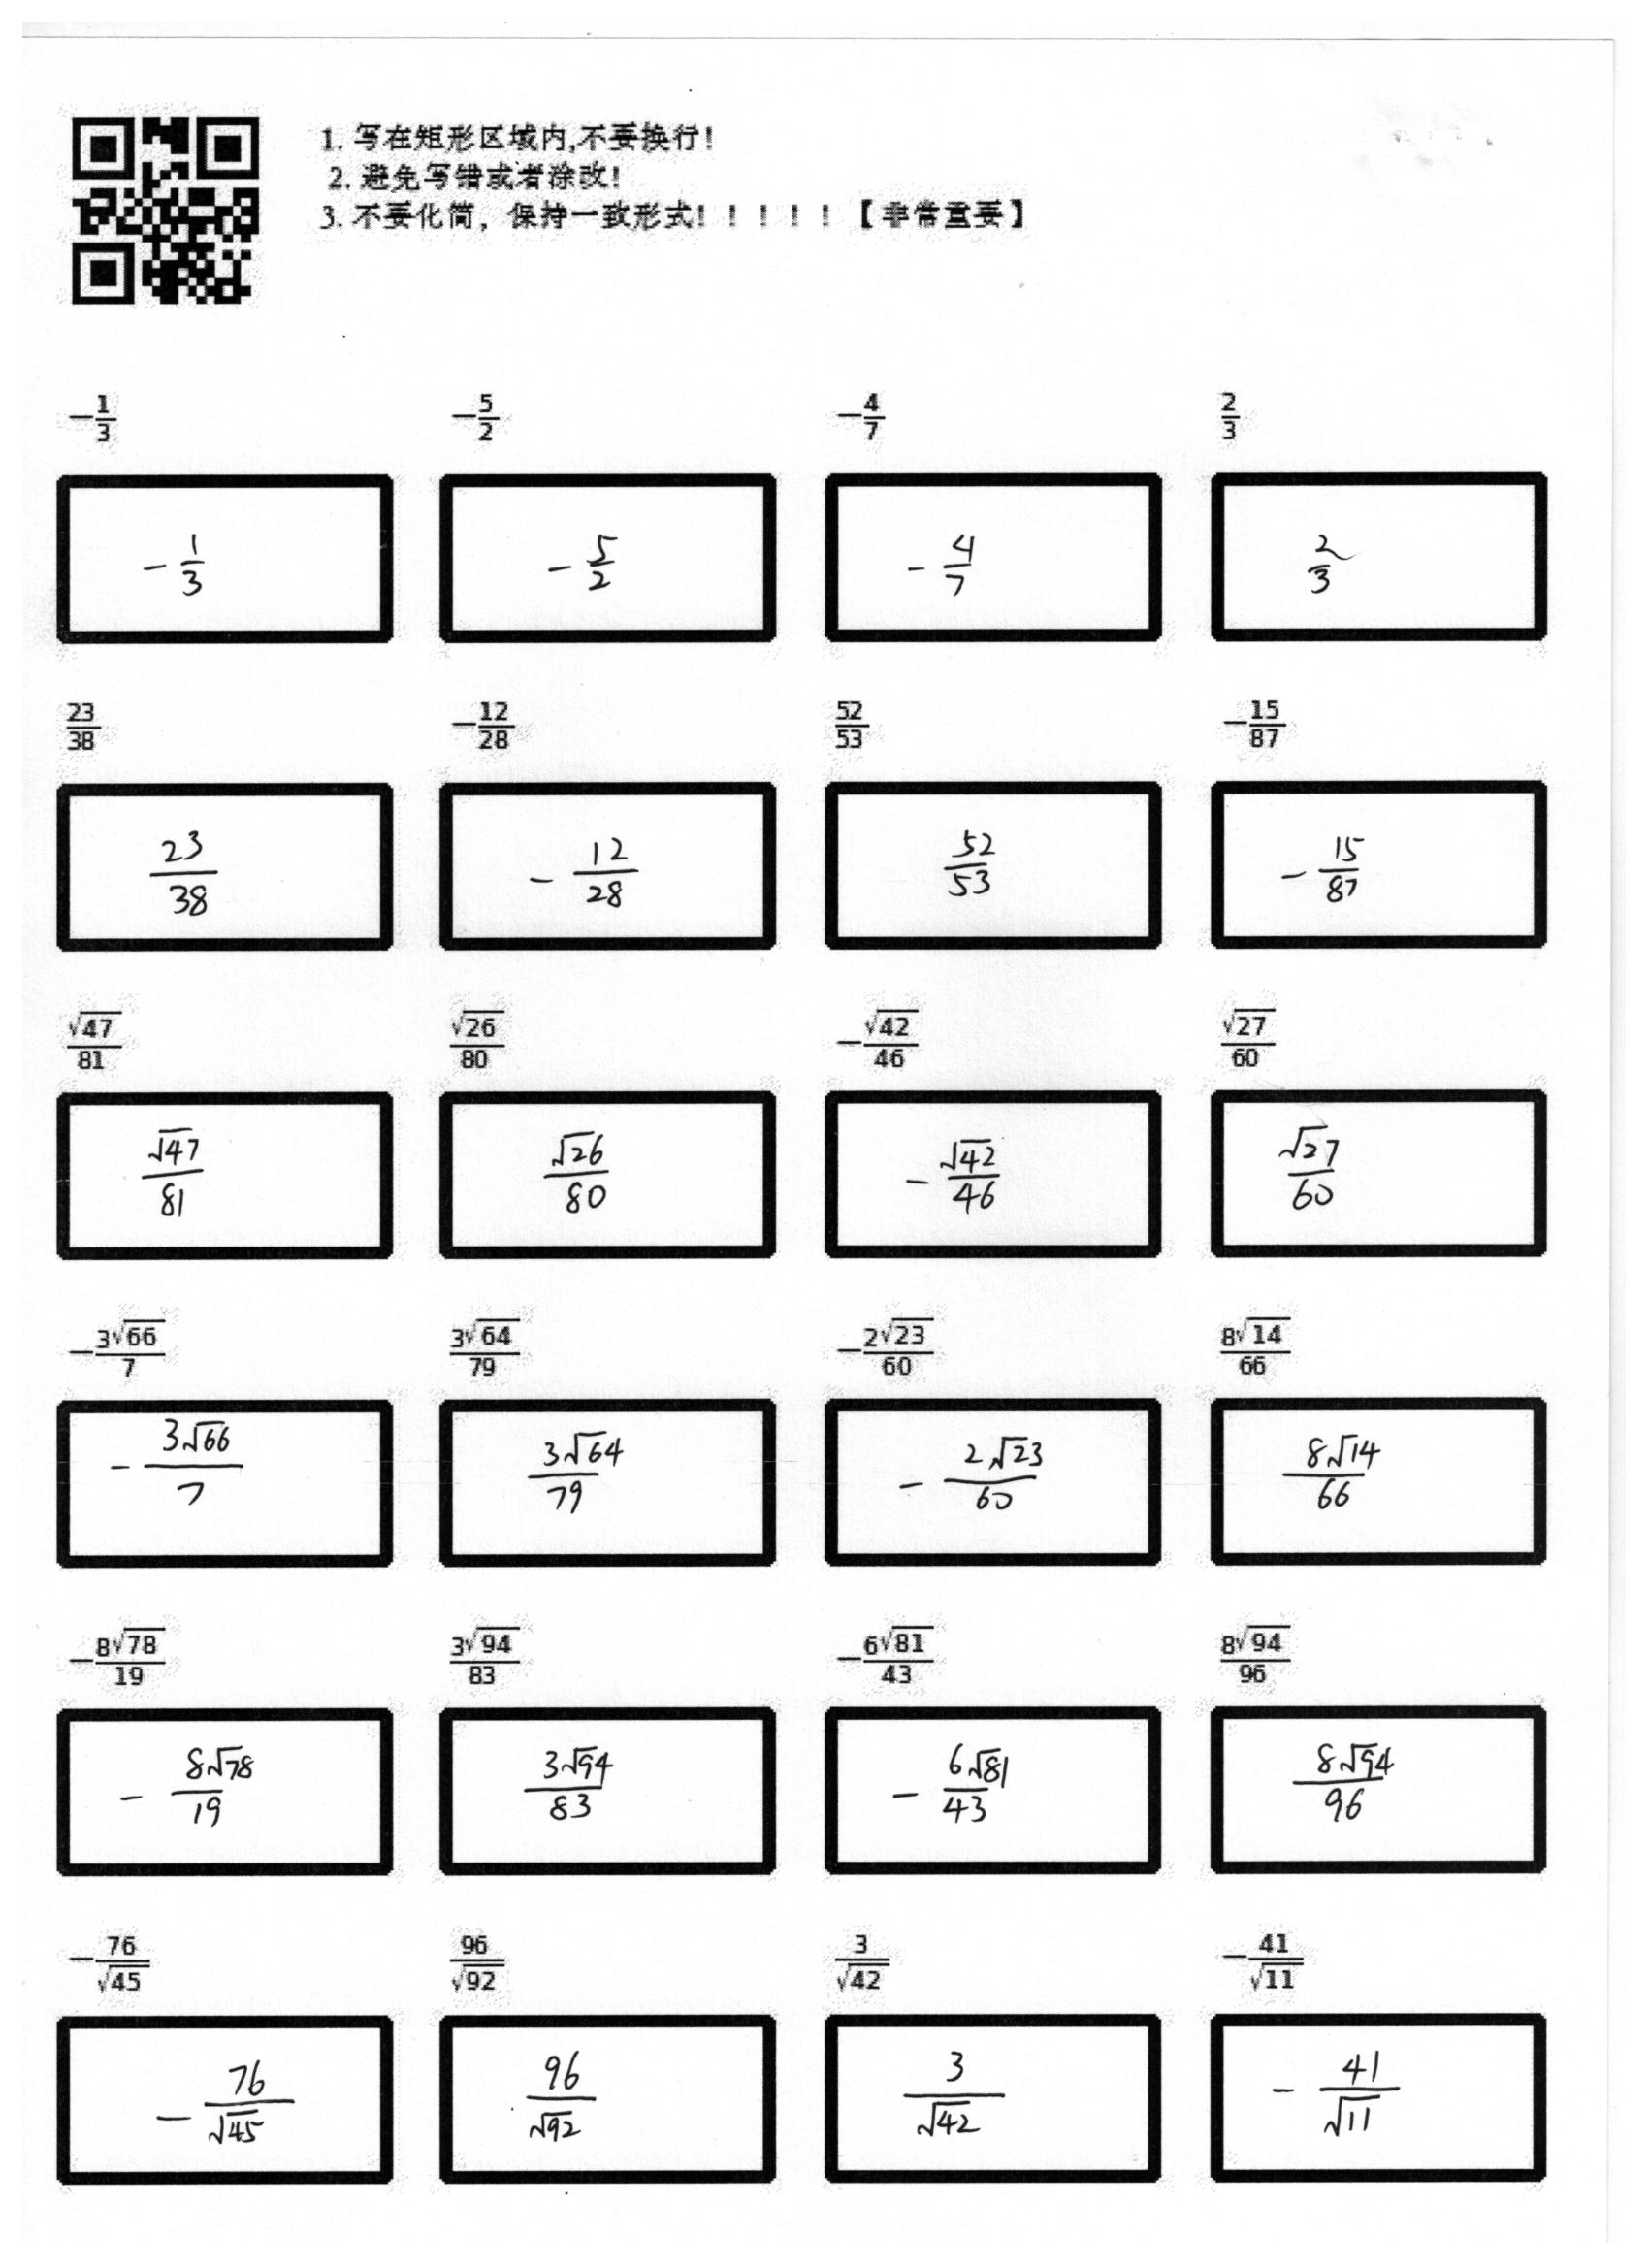 1. 写在矩形区域内,不要换行!
2. 避免写错或者涂改!
3. 不要化简，保持一致形式!！！！！【非常重要】
-\frac{1}{3} -\frac{5}{2} -\frac{4}{7} \frac{2}{3}
-\frac{1}{3} -\frac{5}{2} -\frac{4}{7} \frac{2}{3}
\frac{23}{38} -\frac{12}{28} \frac{52}{53} -\frac{15}{87}
\frac{23}{38} -\frac{12}{28} \frac{52}{53} -\frac{15}{87}
\frac{\sqrt{47}}{81} \frac{\sqrt{26}}{80} -\frac{\sqrt{42}}{46} \frac{\sqrt{27}}{60}
\frac{\sqrt{47}}{81} \frac{\sqrt{26}}{80} -\frac{\sqrt{42}}{46} \frac{\sqrt{27}}{60}
-\frac{3\sqrt{66}}{7} \frac{3\sqrt{64}}{79} -\frac{2\sqrt{23}}{60} \frac{8\sqrt{14}}{66}
-\frac{3\sqrt{66}}{7} \frac{3\sqrt{64}}{79} -\frac{2\sqrt{23}}{60} \frac{8\sqrt{14}}{66}
-\frac{8\sqrt{78}}{19} \frac{3\sqrt{94}}{83} -\frac{6\sqrt{81}}{43} \frac{8\sqrt{94}}{96}
-\frac{8\sqrt{78}}{19} \frac{3\sqrt{94}}{83} -\frac{6\sqrt{81}}{43} \frac{8\sqrt{94}}{96}
-\frac{76}{\sqrt{45}} \frac{96}{\sqrt{92}} \frac{3}{\sqrt{42}} -\frac{41}{\sqrt{11}}
-\frac{76}{\sqrt{45}} \frac{96}{\sqrt{92}} \frac{3}{\sqrt{42}} -\frac{41}{\sqrt{11}}